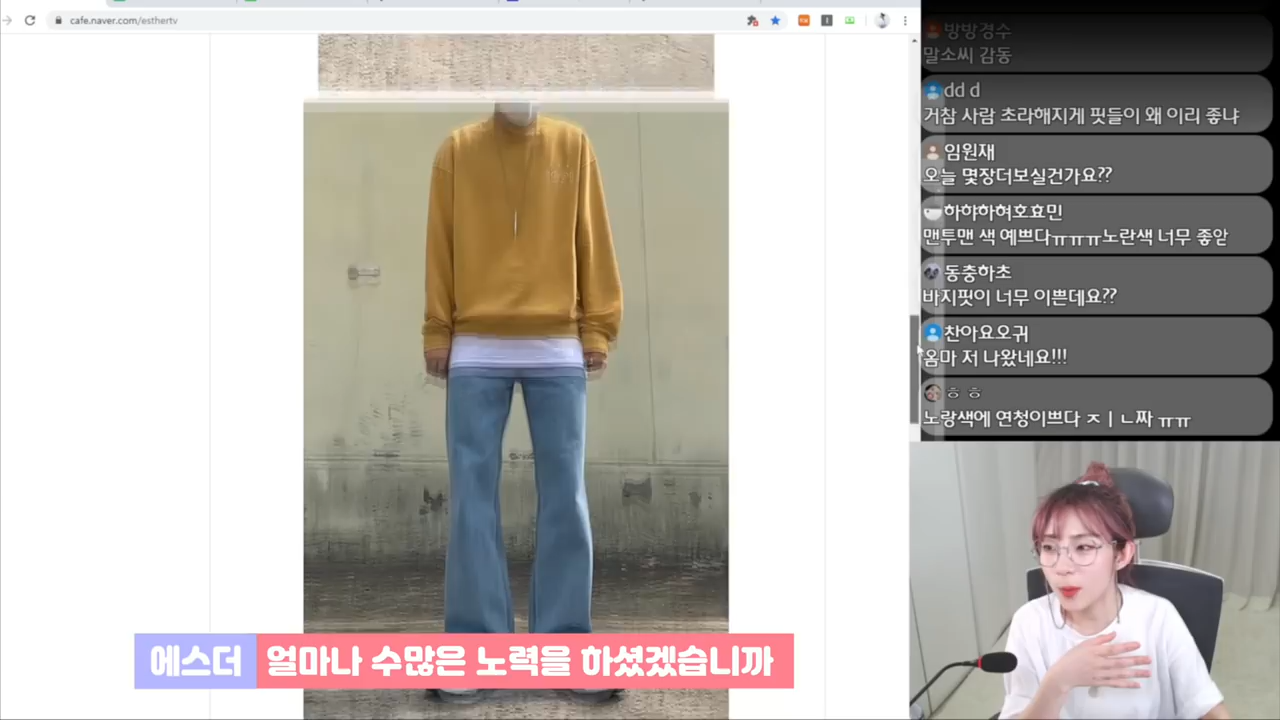 cafe.naver.com/esthertv
방방경수
말소씨 감동
dd d
거참 사람 초라해지게 핏들이 왜 이리 좋냐
임원재
오늘 몇장더보실건가요??
하햐하혀호효민
맨투맨 색 예쁘다ㅠㅠㅠ노란색 너무 좋앋
동충하초
바지핏이 너무 이쁜데요??
찬아요오귀
옴마 저 나왔네요!!!
ㅎ ㅎ
노랑색에 연청이쁘다 ㅈㅣㄴ짜 ㅠㅠ
에스더 얼마나 수많은 노력을 하셨겠습니까